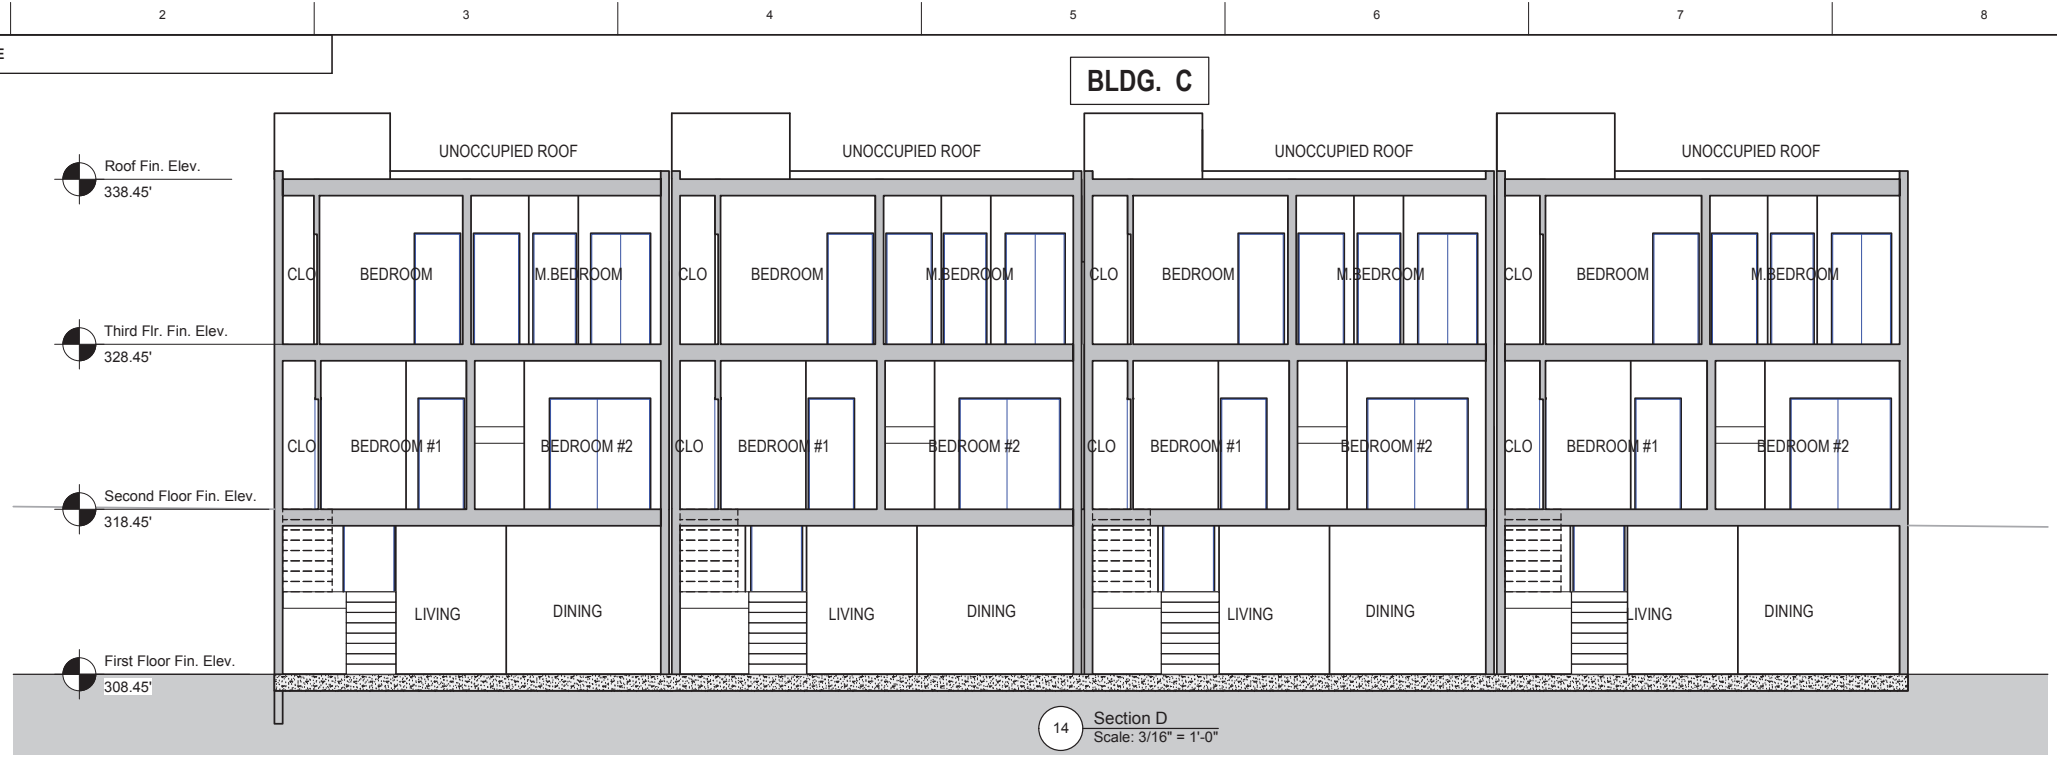 2 3 4 5 6 7 8
E
BLDG. C
UNOCCUPIED ROOF UNOCCUPIED ROOF UNOCCUPIED ROOF UNOCCUPIED ROOF
Roof Fin. Elev.
338.45'
CLO BEDROOM M.BEDROOM CLO BEDROOM M.BEDROOM CLO BEDROOM M.BEDROOM CLO BEDROOM M.BEDROOM
Third Flr. Fin. Elev.
328.45'
CLO BEDROOM #1 BEDROOM #2 CLO BEDROOM #1 BEDROOM #2 CLO BEDROOM #1 BEDROOM #2 CLO BEDROOM #1 BEDROOM #2
Second Floor Fin. Elev.
318.45'
LIVING DINING LIVING DINING LIVING DINING LIVING DINING
First Floor Fin. Elev.
308.45'
14 Section D
Scale: 3/16" = 1'-0"